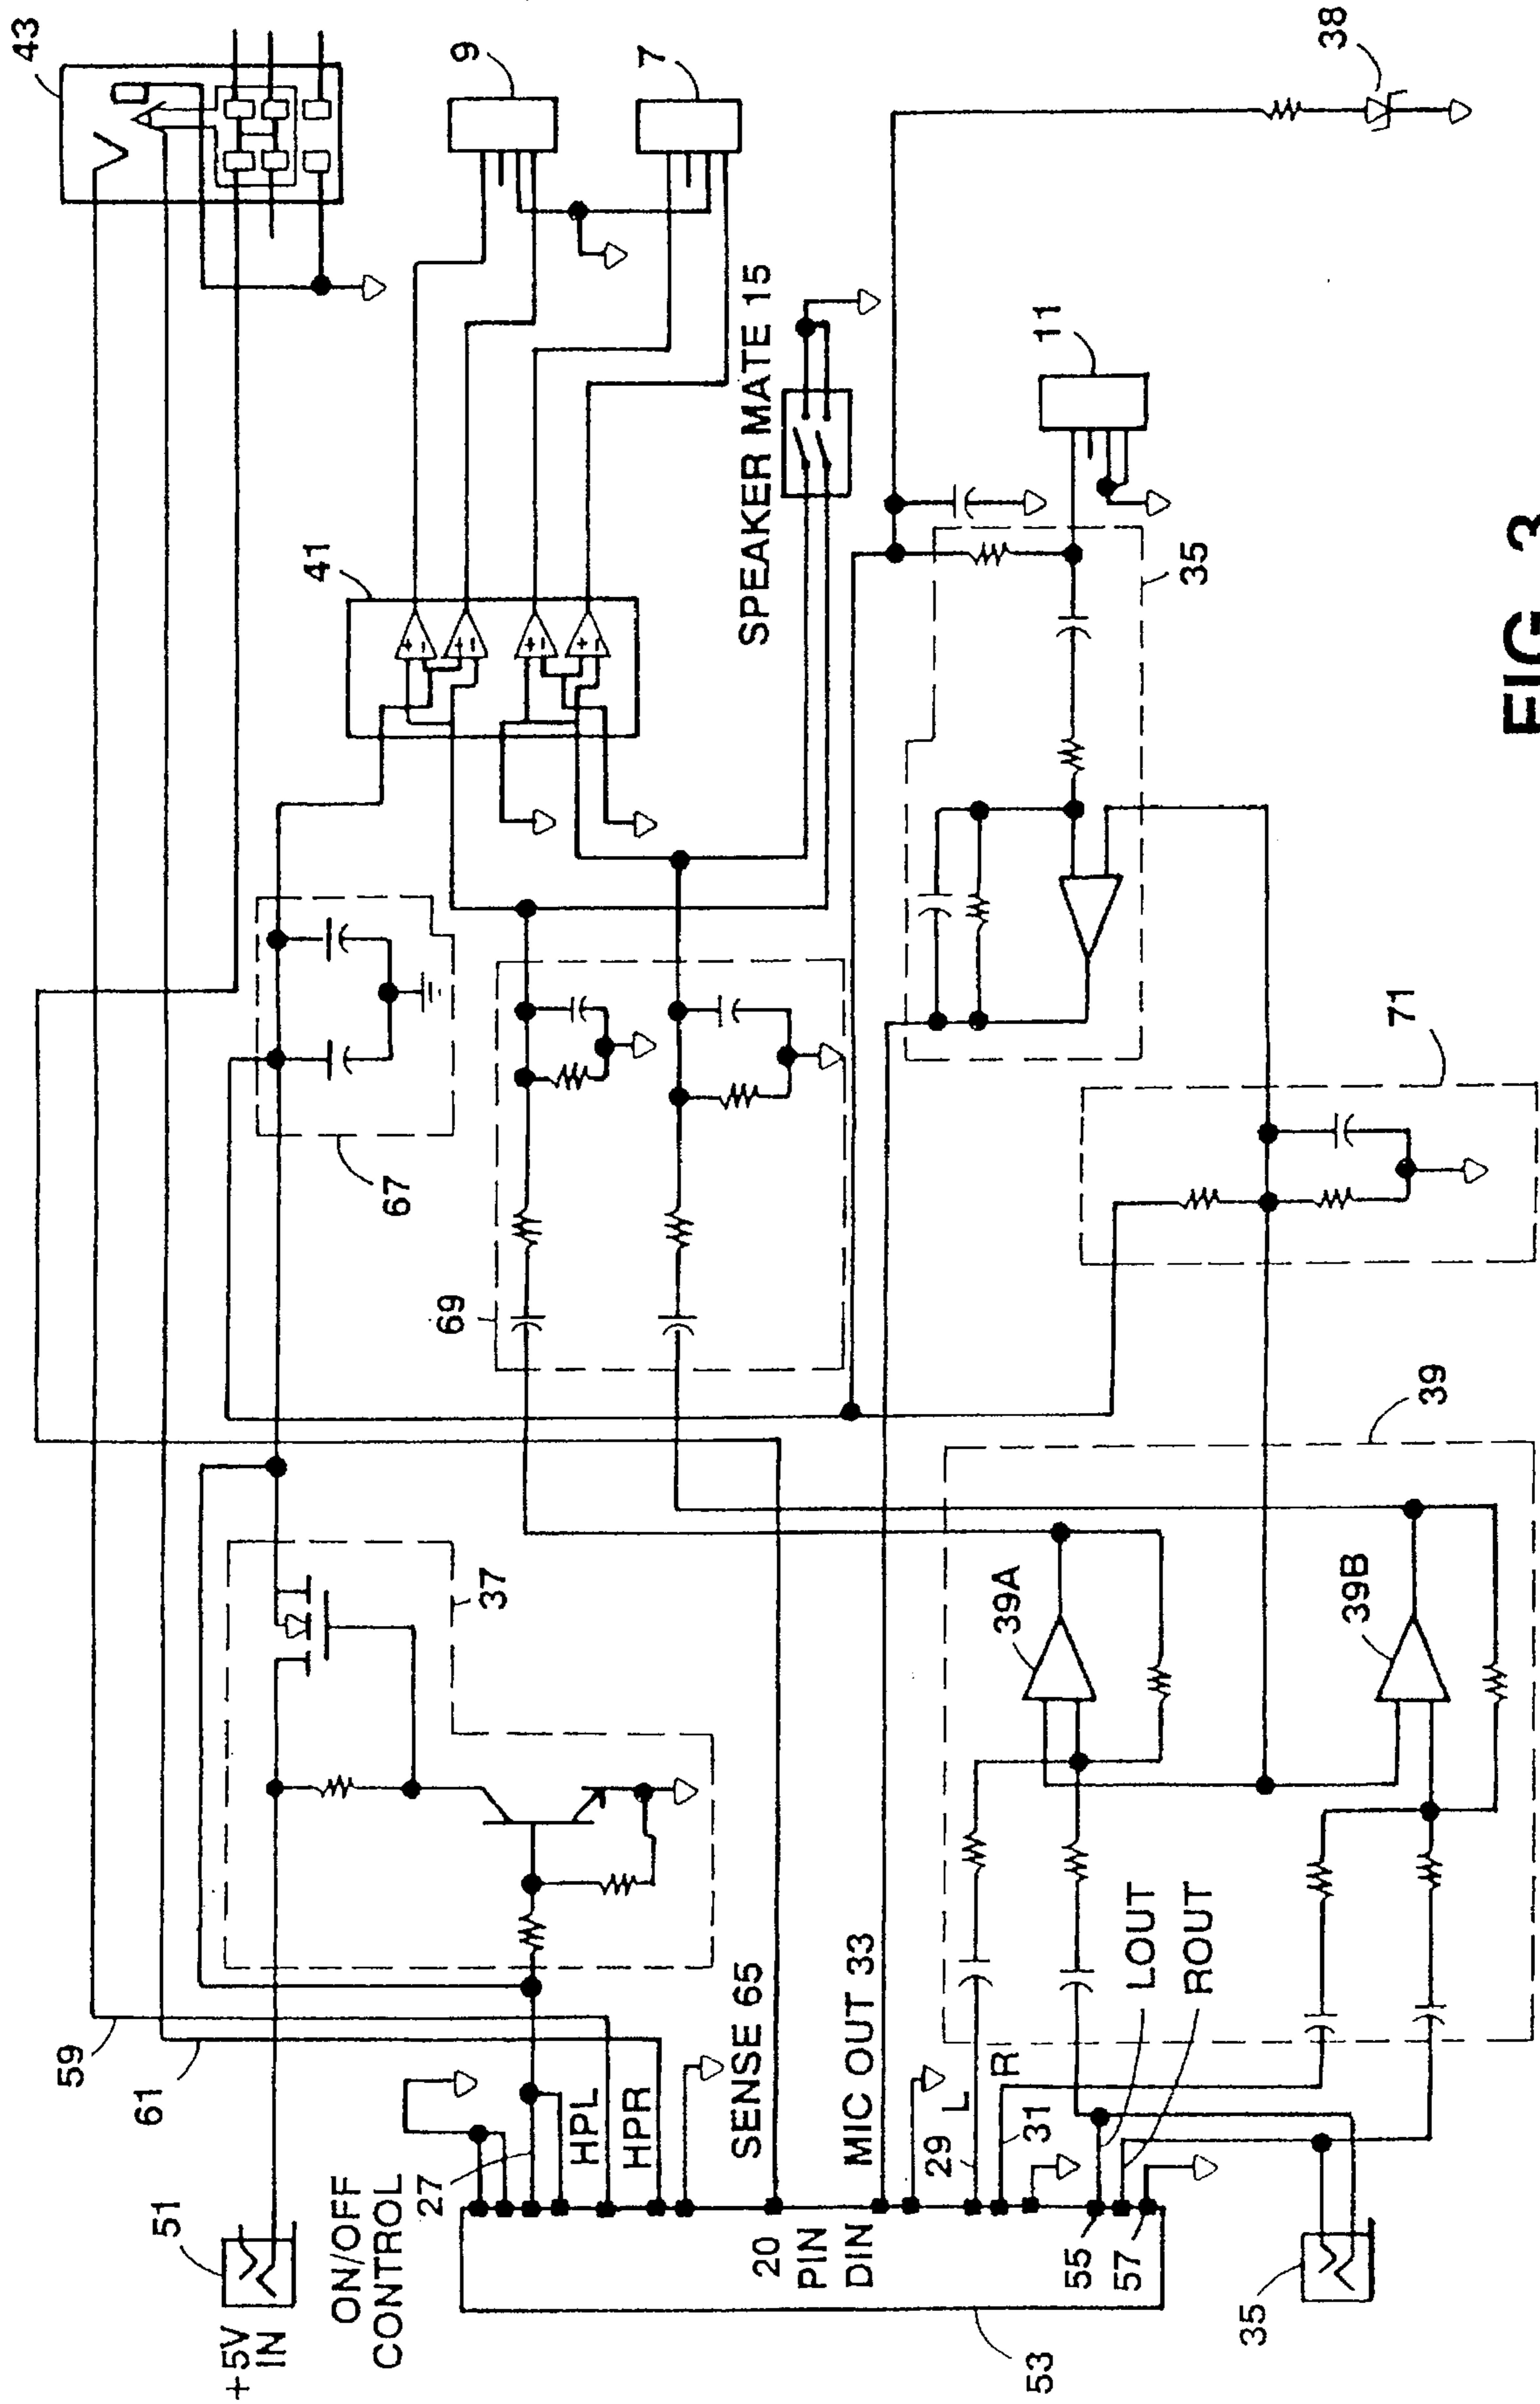 43
9
7
38
SPEAKER MATE 15
41
11
35
67
69
71
37
39
39A
39B
59
61
51
+5V
IN
ON/OFF
CONTROL
27
HPL
HPR
SENSE 65
20
PIN
DIN
MIC OUT 33
29
L
31
R
LOUT
ROUT
55
57
53
35
FIG. 3